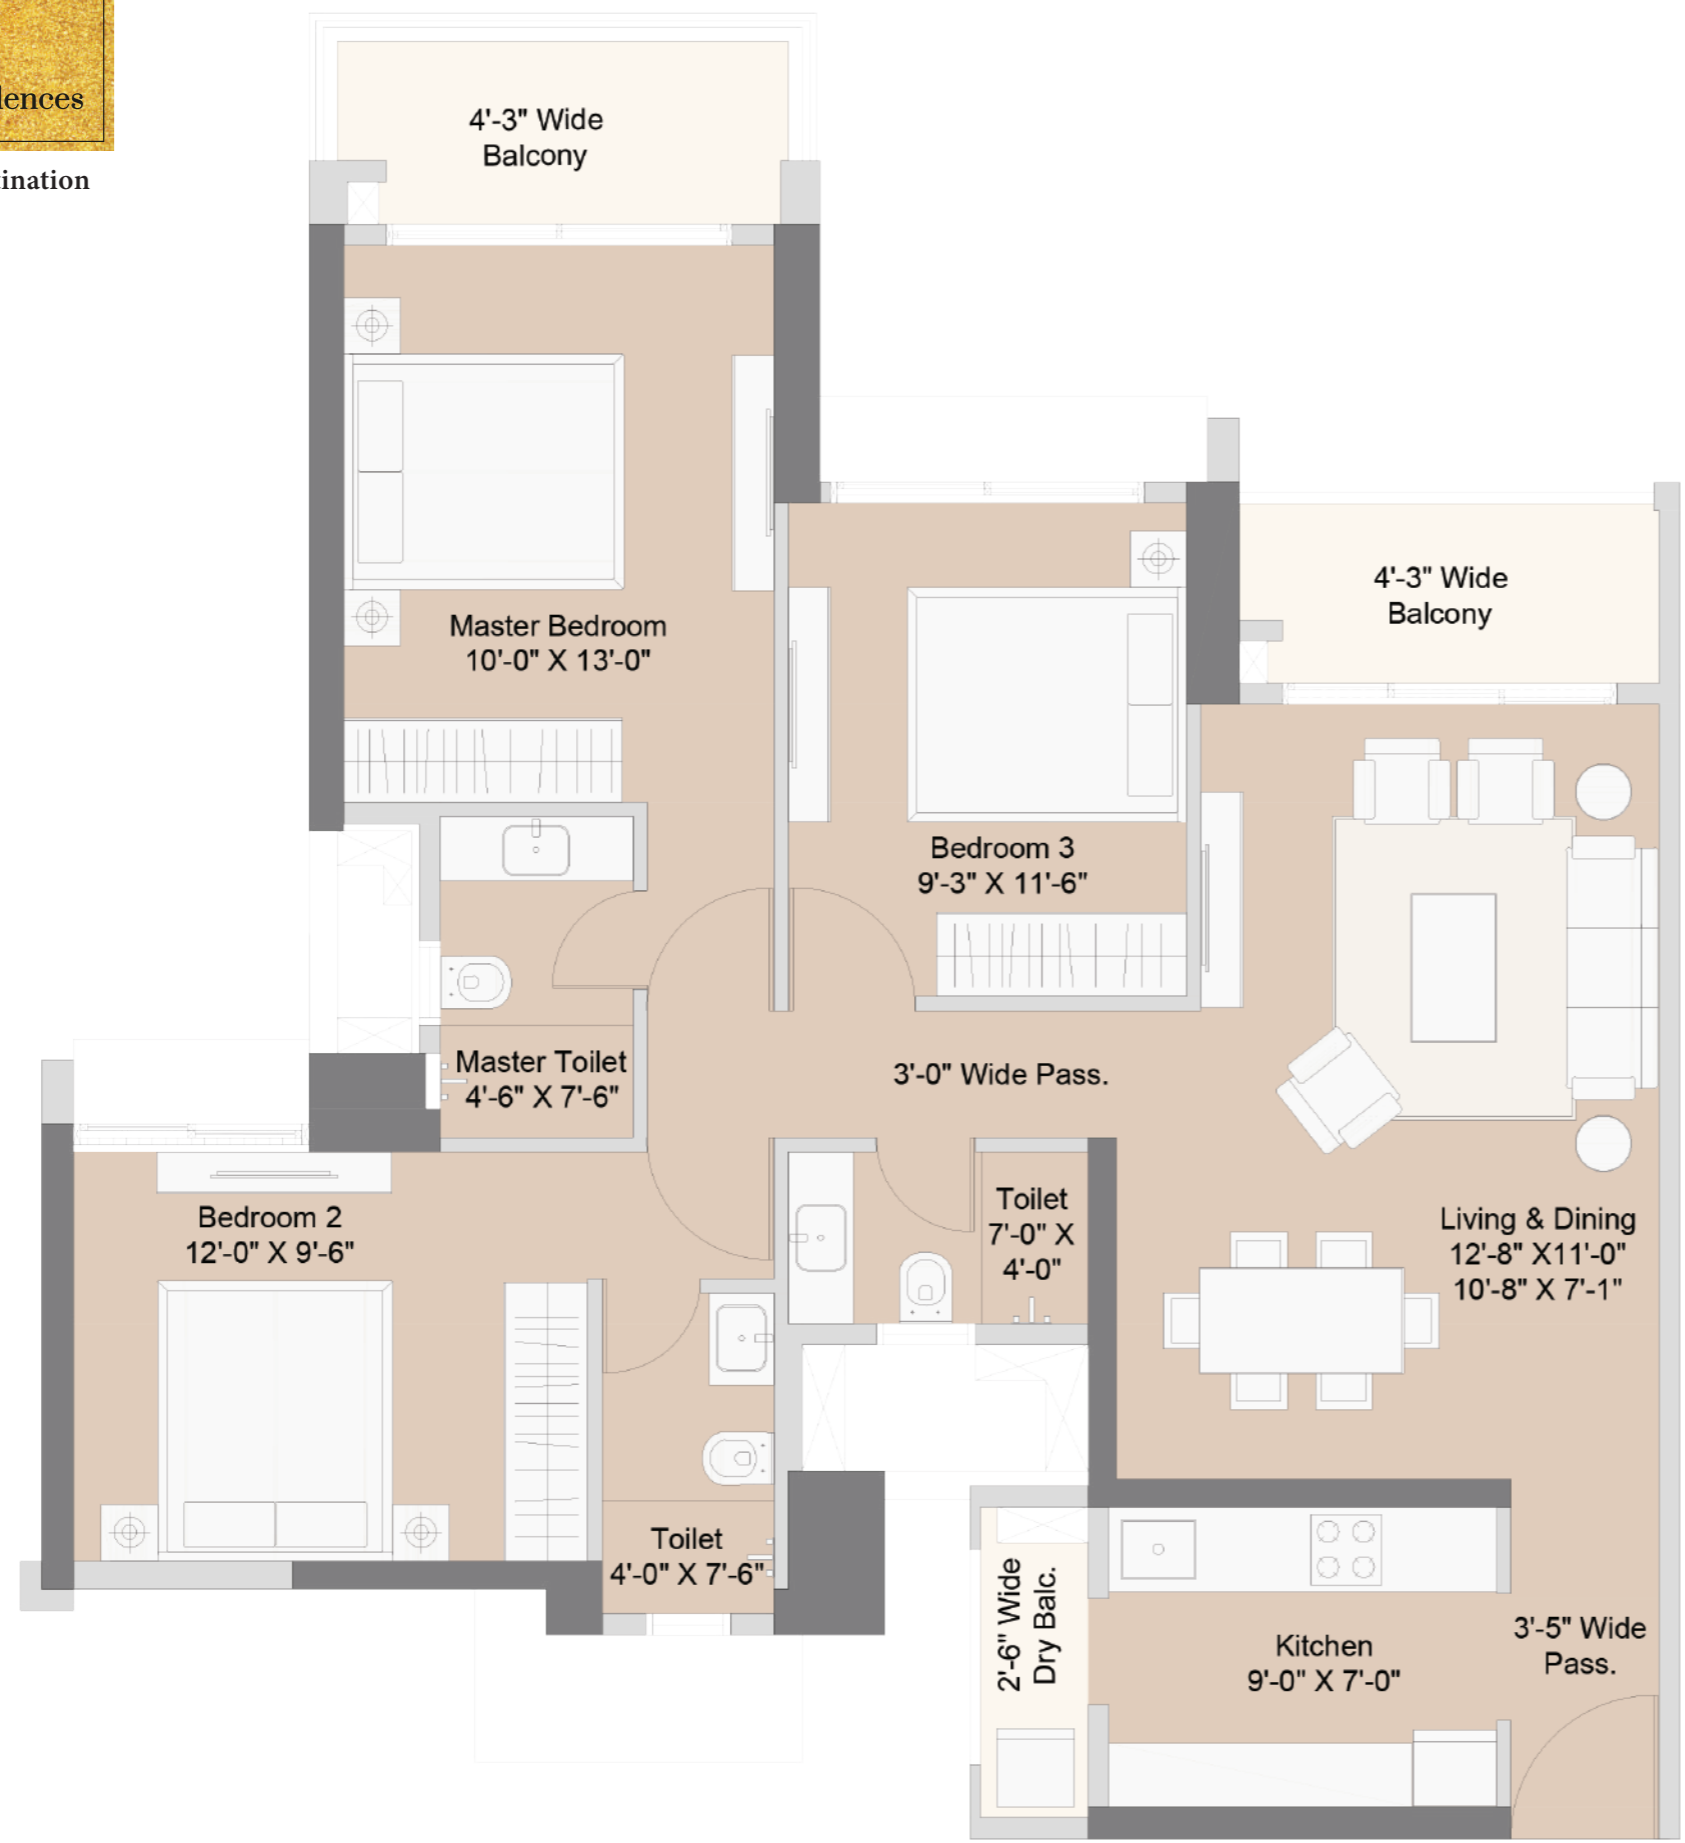 4'-3" Wide
Balcony
Master Bedroom
10'-0" X 13'-0"
4'-3" Wide
Balcony
Bedroom 3
9'-3" X 11'-6"
Master Toilet
4'-6" X 7'-6"
3'-0" Wide Pass.
Bedroom 2
12'-0" X 9'-6"
Toilet
7'-0" X
4'-0"
Living & Dining
12'-8" X11'-0"
10'-8" X 7'-1"
Toilet
4'-0" X 7'-6"
2'-6" Wide
Dry Balc.
Kitchen
9'-0" X 7'-0"
3'-5" Wide
Pass.